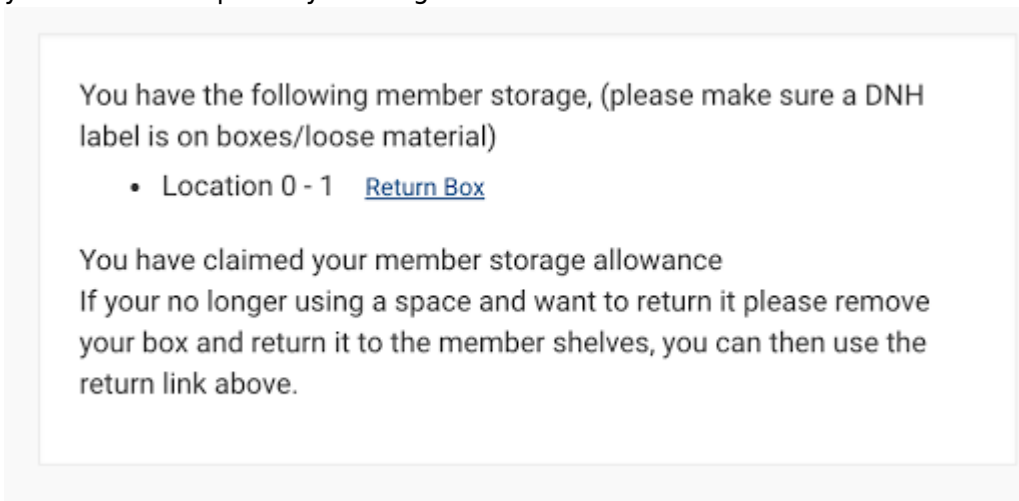 You have the following member storage, (please make sure a DNH
label is on boxes/loose material)
• Location 0 - 1 Return Box
You have claimed your member storage allowance
If your no longer using a space and want to return it please remove
your box and return it to the member shelves, you can then use the
return link above.